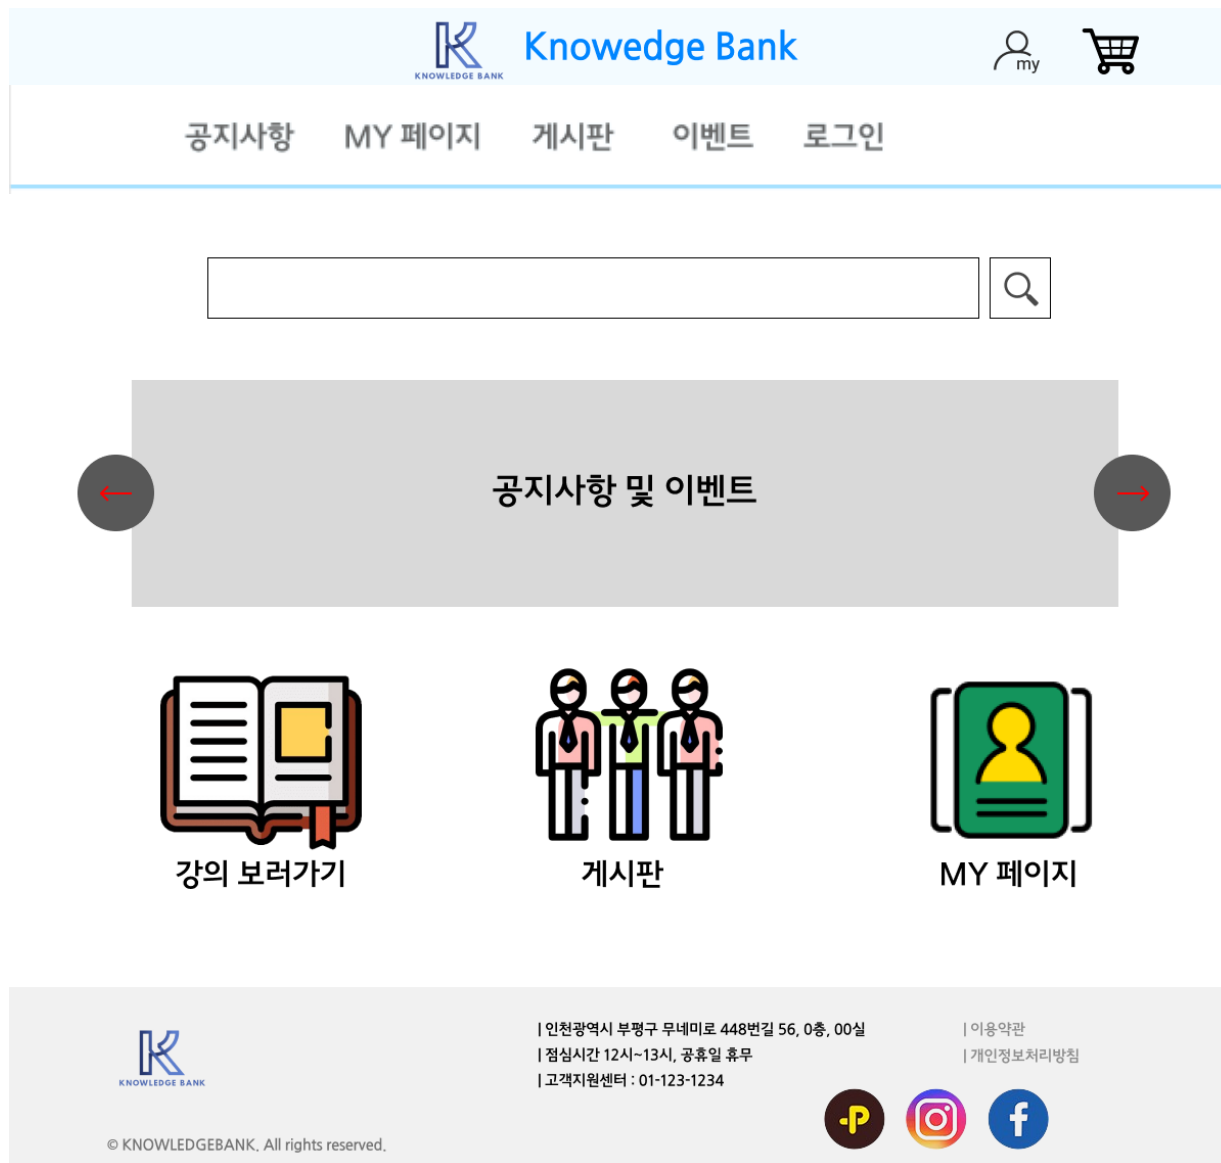 KNOWLEDGE BANK
Knowedge Bank
my
공지사항 MY 페이지 게시판 이벤트 로그인
공지사항 및 이벤트
강의 보러가기 게시판 MY 페이지
KNOWLEDGE BANK
| 인천광역시 부평구 무네미로 448번길 56, 0층, 00실
| 점심시간 12시~13시, 공휴일 휴무
| 고객지원센터 : 01-123-1234
| 이용약관
| 개인정보처리방침
© KNOWLEDGEBANK. All rights reserved.